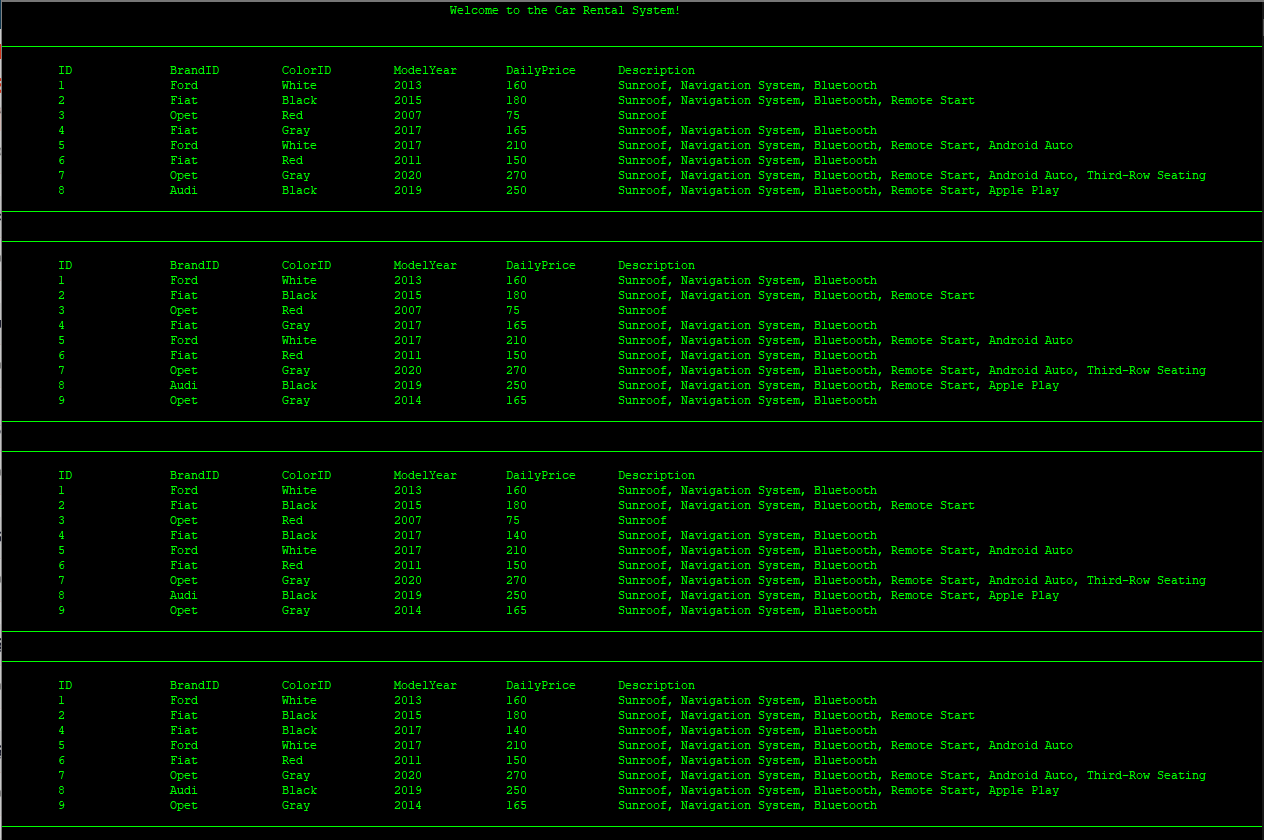 Welcome to the Car Rental System!
ID BrandID ColorID ModelYear DailyPrice Description
1 Ford White 2013 160 Sunroof, Navigation System, Bluetooth
2 Fiat Black 2015 180 Sunroof, Navigation System, Bluetooth, Remote Start
3 Opet Red 2007 75 Sunroof
4 Fiat Gray 2017 165 Sunroof, Navigation System, Bluetooth
5 Ford White 2017 210 Sunroof, Navigation System, Bluetooth, Remote Start, Android Auto
6 Fiat Red 2011 150 Sunroof, Navigation System, Bluetooth
7 Opet Gray 2020 270 Sunroof, Navigation System, Bluetooth, Remote Start, Android Auto, Third-Row Seating
8 Audi Black 2019 250 Sunroof, Navigation System, Bluetooth, Remote Start, Apple Play
ID BrandID ColorID ModelYear DailyPrice Description
1 Ford White 2013 160 Sunroof, Navigation System, Bluetooth
2 Fiat Black 2015 180 Sunroof, Navigation System, Bluetooth, Remote Start
3 Opet Red 2007 75 Sunroof
4 Fiat Gray 2017 165 Sunroof, Navigation System, Bluetooth
5 Ford White 2017 210 Sunroof, Navigation System, Bluetooth, Remote Start, Android Auto
6 Fiat Red 2011 150 Sunroof, Navigation System, Bluetooth
7 Opet Gray 2020 270 Sunroof, Navigation System, Bluetooth, Remote Start, Android Auto, Third-Row Seating
8 Audi Black 2019 250 Sunroof, Navigation System, Bluetooth, Remote Start, Apple Play
9 Opet Gray 2014 165 Sunroof, Navigation System, Bluetooth
ID BrandID ColorID ModelYear DailyPrice Description
1 Ford White 2013 160 Sunroof, Navigation System, Bluetooth
2 Fiat Black 2015 180 Sunroof, Navigation System, Bluetooth, Remote Start
3 Opet Red 2007 75 Sunroof
4 Fiat Black 2017 140 Sunroof, Navigation System, Bluetooth
5 Ford White 2017 210 Sunroof, Navigation System, Bluetooth, Remote Start, Android Auto
6 Fiat Red 2011 150 Sunroof, Navigation System, Bluetooth
7 Opet Gray 2020 270 Sunroof, Navigation System, Bluetooth, Remote Start, Android Auto, Third-Row Seating
8 Audi Black 2019 250 Sunroof, Navigation System, Bluetooth, Remote Start, Apple Play
9 Opet Gray 2014 165 Sunroof, Navigation System, Bluetooth
ID BrandID ColorID ModelYear DailyPrice Description
1 Ford White 2013 160 Sunroof, Navigation System, Bluetooth
2 Fiat Black 2015 180 Sunroof, Navigation System, Bluetooth, Remote Start
4 Fiat Black 2017 140 Sunroof, Navigation System, Bluetooth
5 Ford White 2017 210 Sunroof, Navigation System, Bluetooth, Remote Start, Android Auto
6 Fiat Red 2011 150 Sunroof, Navigation System, Bluetooth
7 Opet Gray 2020 270 Sunroof, Navigation System, Bluetooth, Remote Start, Android Auto, Third-Row Seating
8 Audi Black 2019 250 Sunroof, Navigation System, Bluetooth, Remote Start, Apple Play
9 Opet Gray 2014 165 Sunroof, Navigation System, Bluetooth